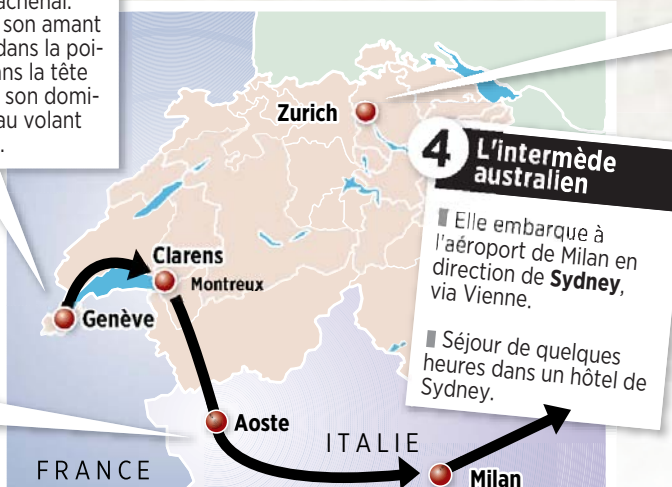 achenal.
son amant
dans la poi-
ans la tête
son domi-
au volant
.
Zurich
4 L'intermède
australien
Elle embarque à
l'aéroport de Milan en
direction de Sydney,
via Vienne.
Séjour de quelques
heures dans un hôtel de
Sydney.
Clarens
Montreux
Genève
Aoste
ITALIE
FRANCE
Milan